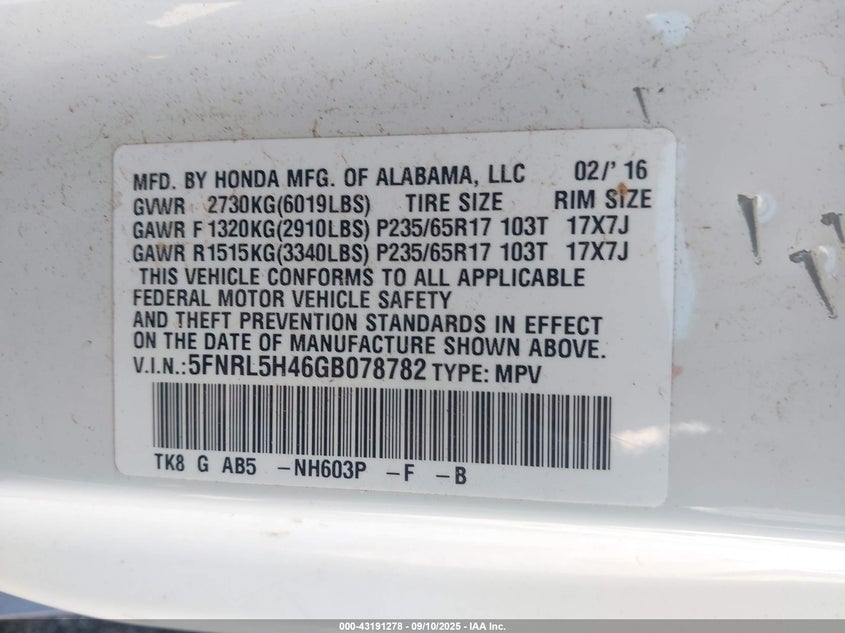 MFD. BY HONDA MFG. OF ALABAMA, LLC 02/' 16
GVWR 2730KG(6019LBS) TIRE SIZE RIM SIZE
GAWR F1320KG(2910LBS) P235/65R17 103T 17X7J
GAWR R1515KG(3340LBS) P235/65R17 103T 17X7J
THIS VEHICLE CONFORMS TO ALL APPLICABLE
FEDERAL MOTOR VEHICLE SAFETY
AND THEFT PREVENTION STANDARDS IN EFFECT
ON THE DATE OF MANUFACTURE SHOWN ABOVE.
V.I.N.:5FNRL5H46GB078782 TYPE: MPV
TK8 G AB5 -NH603P -F -B
000-43191278 - 09/10/2025 - IAA Inc.